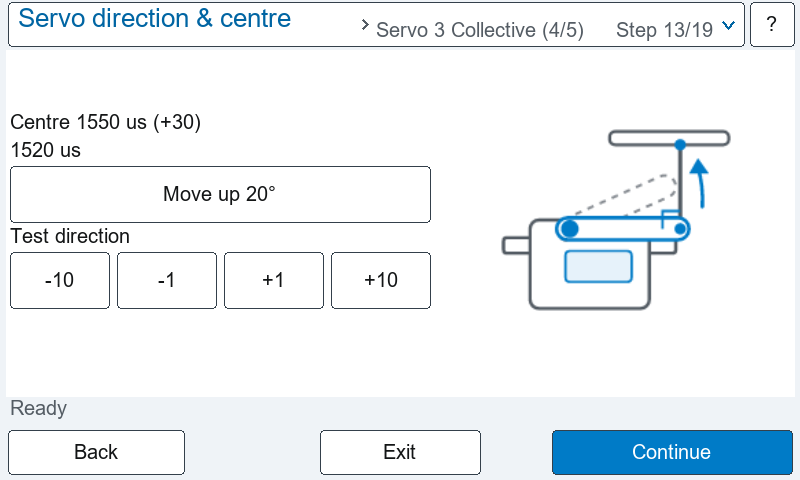 Servo direction & centre
> Servo 3 Collective (4/5) Step 13/19
?
Centre 1550 us (+30)
1520 us
Move up 20°
Test direction
-10 -1 +1 +10
Ready
Back Exit Continue